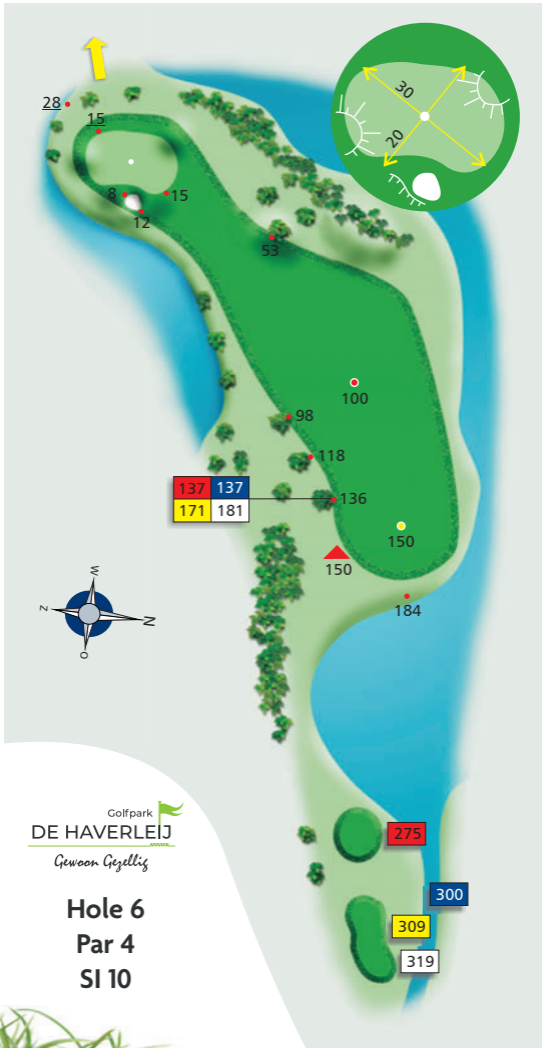 28
15
30
20
8
15
12
53
100
98
118
137 137
171 181
136
150
150
184
W
Z
N
O
275
300
309
319
Golfpark
DE HAVERLEIJ
Gewoon Gezellig
Hole 6
Par 4
SI 10